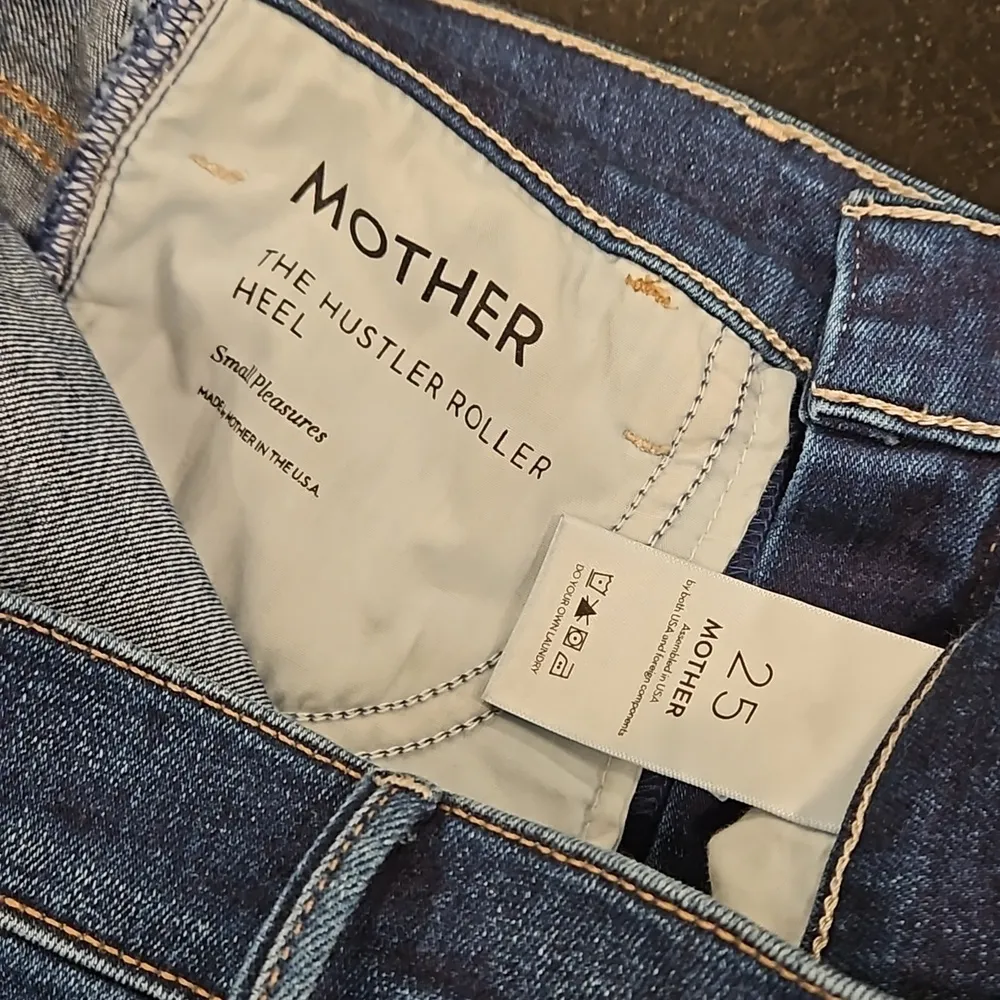 MOTHER
THE HUSTLER ROLLER
HEEL
Small Pleasures
MADE by MOTHER IN THE U.S.A.
25
MOTHER
Assembled in USA
by both USA and foreign components
DO YOUR OWN LAUNDRY